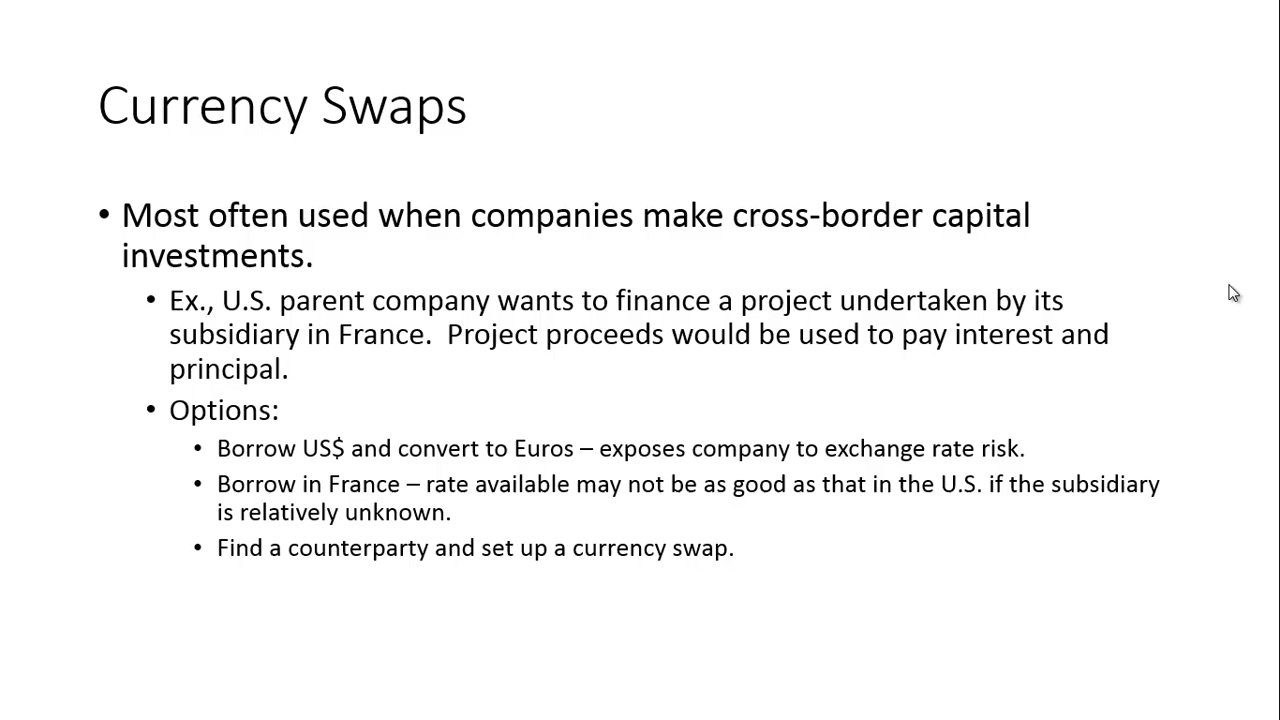 Currency Swaps
• Most often used when companies make cross-border capital
investments.
• Ex., U.S. parent company wants to finance a project undertaken by its
subsidiary in France.  Project proceeds would be used to pay interest and
principal.
• Options:
• Borrow US$ and convert to Euros – exposes company to exchange rate risk.
• Borrow in France – rate available may not be as good as that in the U.S. if the subsidiary
is relatively unknown.
• Find a counterparty and set up a currency swap.